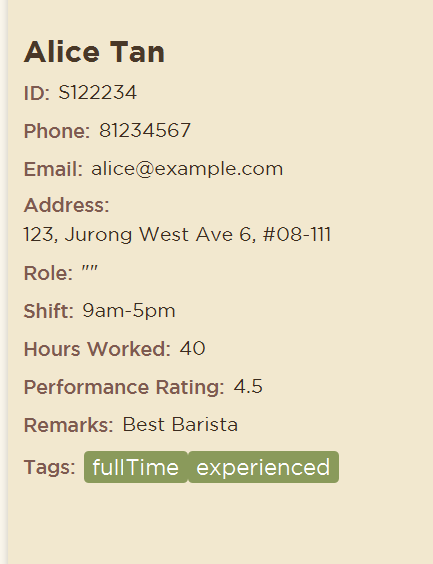 Alice Tan
ID: S122234
Phone: 81234567
Email: alice@example.com
Address:
123, Jurong West Ave 6, #08-111
Role: ""
Shift: 9am-5pm
Hours Worked: 40
Performance Rating: 4.5
Remarks: Best Barista
Tags: fullTime experienced